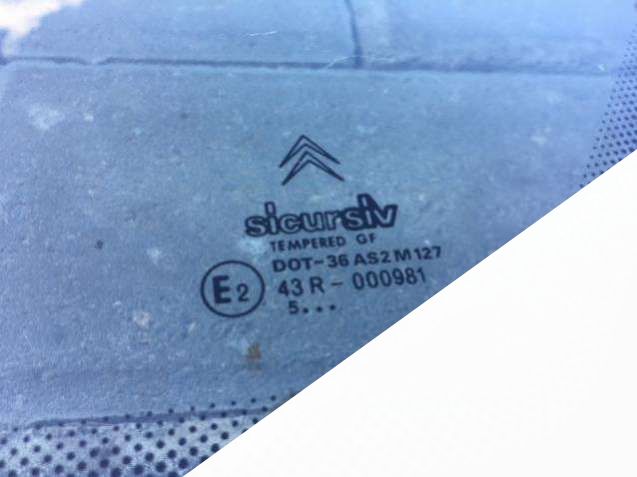 sicursiv
TEMPERED GF
DOT-36 AS2 M127
E2
43 R - 000981
5...